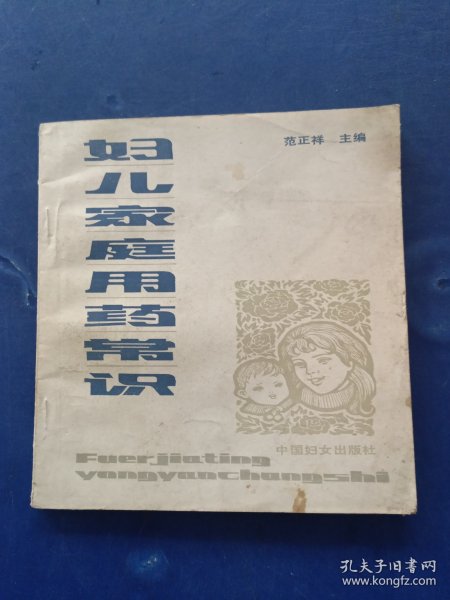 妇儿家庭用药常识
范正祥 主编
中国妇女出版社
Fuerjiating
yongyaochangshi
孔夫子旧书网
www.kongfz.com